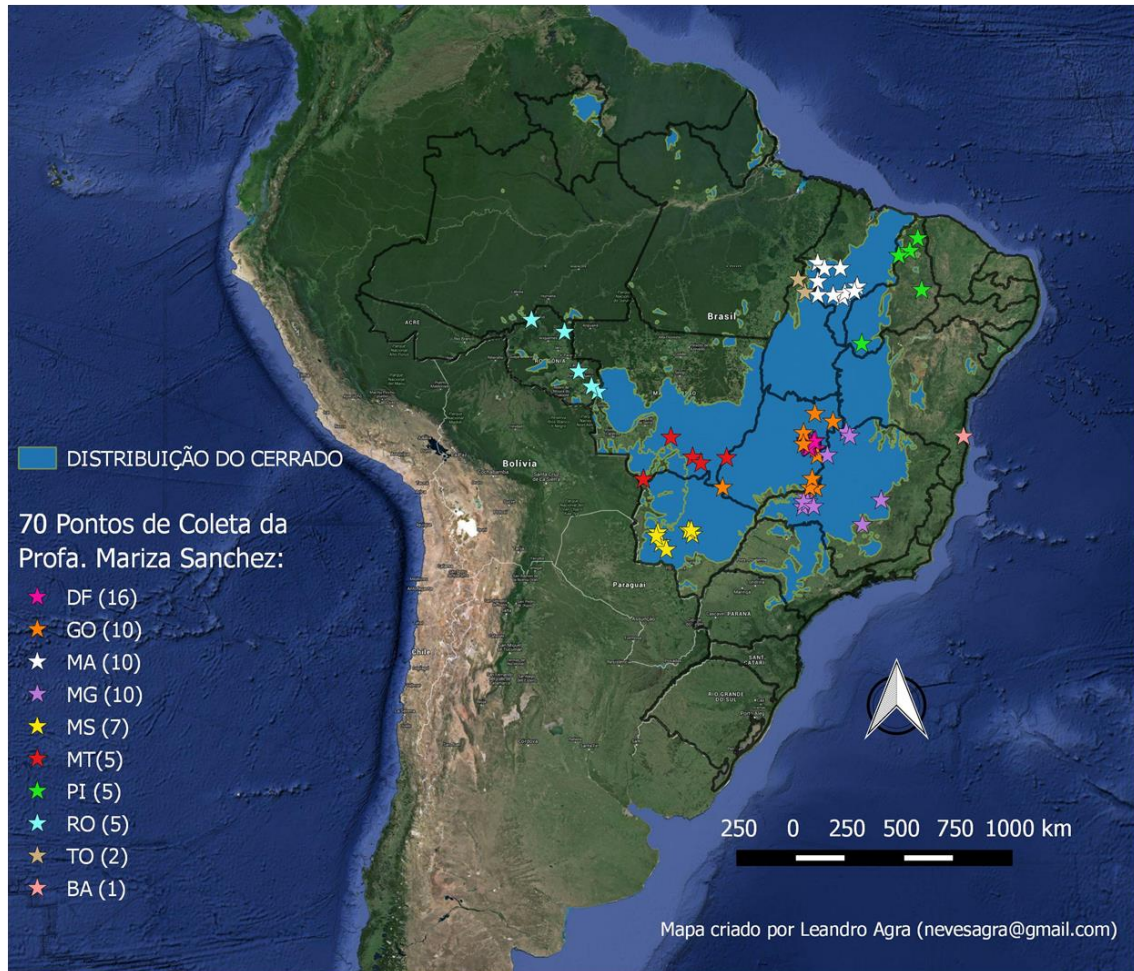 Brasil
ACRE
RONDÔNIA
Bolívia
Paraguai
PARANÁ
Chile
SANT
CATARI
RIO GRANDE
DO SUL
DISTRIBUIÇÃO DO CERRADO
70 Pontos de Coleta da
Profa. Mariza Sanchez:
DF (16)
GO (10)
MA (10)
MG (10)
MS (7)
MT(5)
PI (5)
RO (5)
TO (2)
BA (1)
250 0 250 500 750 1000 km
Mapa criado por Leandro Agra (nevesagra@gmail.com)